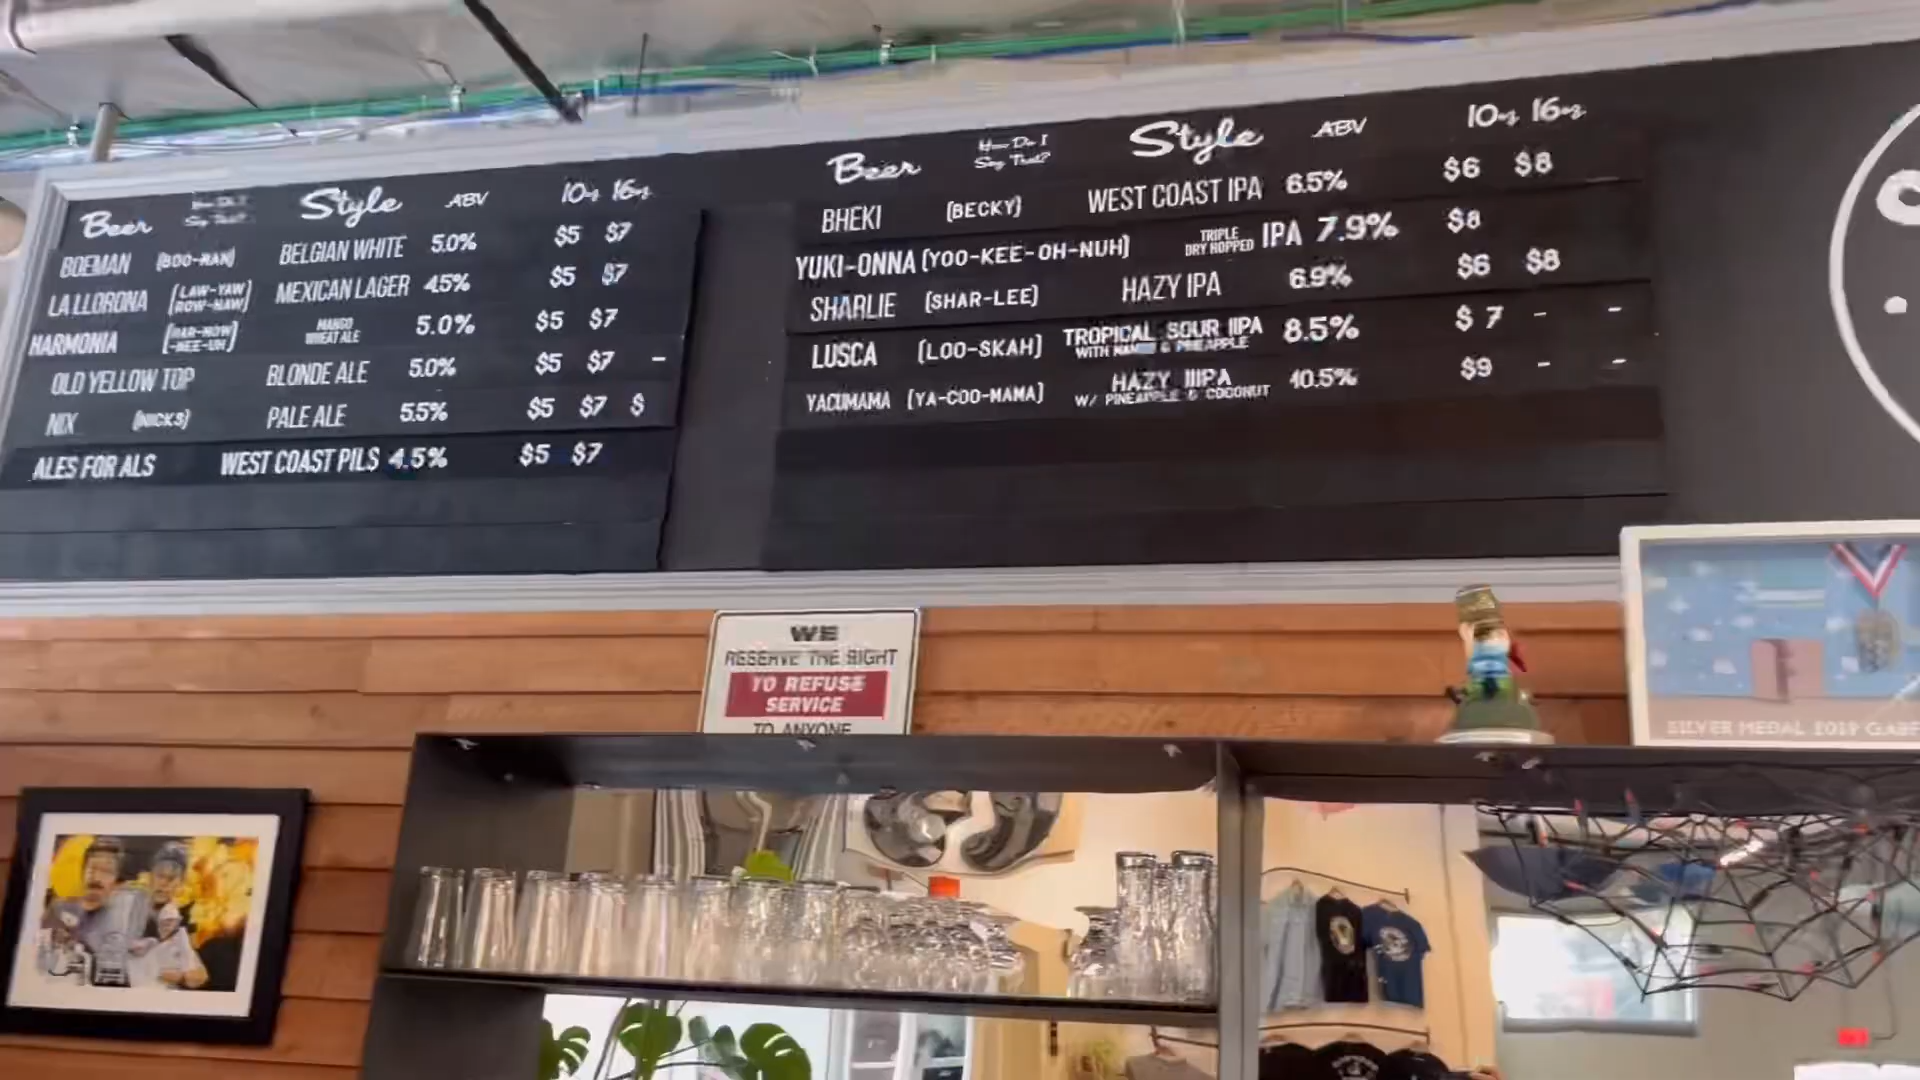 Beer How Do I Say That? Style ABV 10oz 16oz
BOEMAN (BOO-MAN) BELGIAN WHITE 5.0% $5 $7
LA LLORONA (LAW-YAW ROW-NAW) MEXICAN LAGER 4.5% $5 $7
HARMONIA (HAR-MOW-NEE-UH) MANGO WHEAT ALE 5.0% $5 $7
OLD YELLOW TOP BLONDE ALE 5.0% $5 $7 -
NIX (NICKS) PALE ALE 5.5% $5 $7 $
ALES FOR ALS WEST COAST PILS 4.5% $5 $7
Beer How Do I Say That? Style ABV 10oz 16oz
BHEKI (BECKY) WEST COAST IPA 6.5% $6 $8
YUKI-ONNA (YOO-KEE-OH-NUH) TRIPLE DRY HOPPED IPA 7.9% $8
SHARLIE (SHAR-LEE) HAZY IPA 6.9% $6 $8
LUSCA (LOO-SKAH) TROPICAL SOUR IIPA 8.5% $7 - -
WITH & PINEAPPLE
YACUMAMA (YA-COO-MAMA) HAZY IIIPA 10.5% $9 - -
W/ PINEAPPLE & COCONUT
WE
RESERVE THE RIGHT
TO REFUSE
SERVICE
TO ANYONE
SILVER MEDAL 2019 GABF